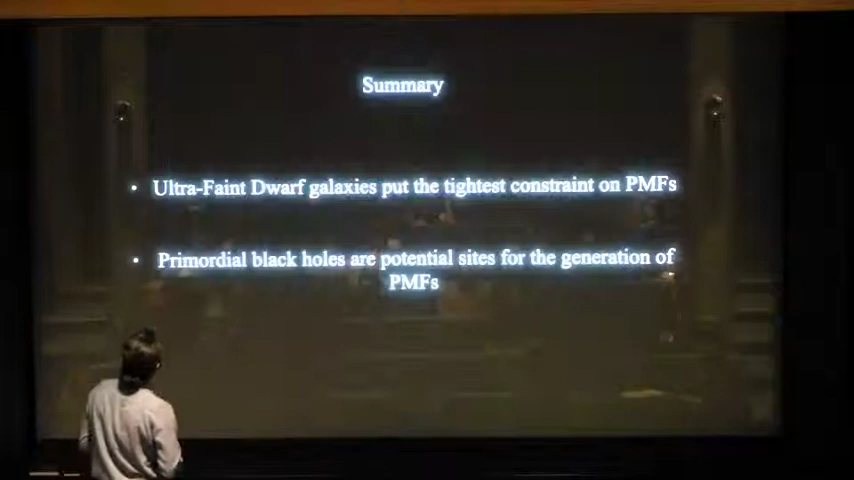 Summary
• Ultra-Faint Dwarf galaxies put the tightest constraint on PMFs
• Primordial black holes are potential sites for the generation of
PMFs